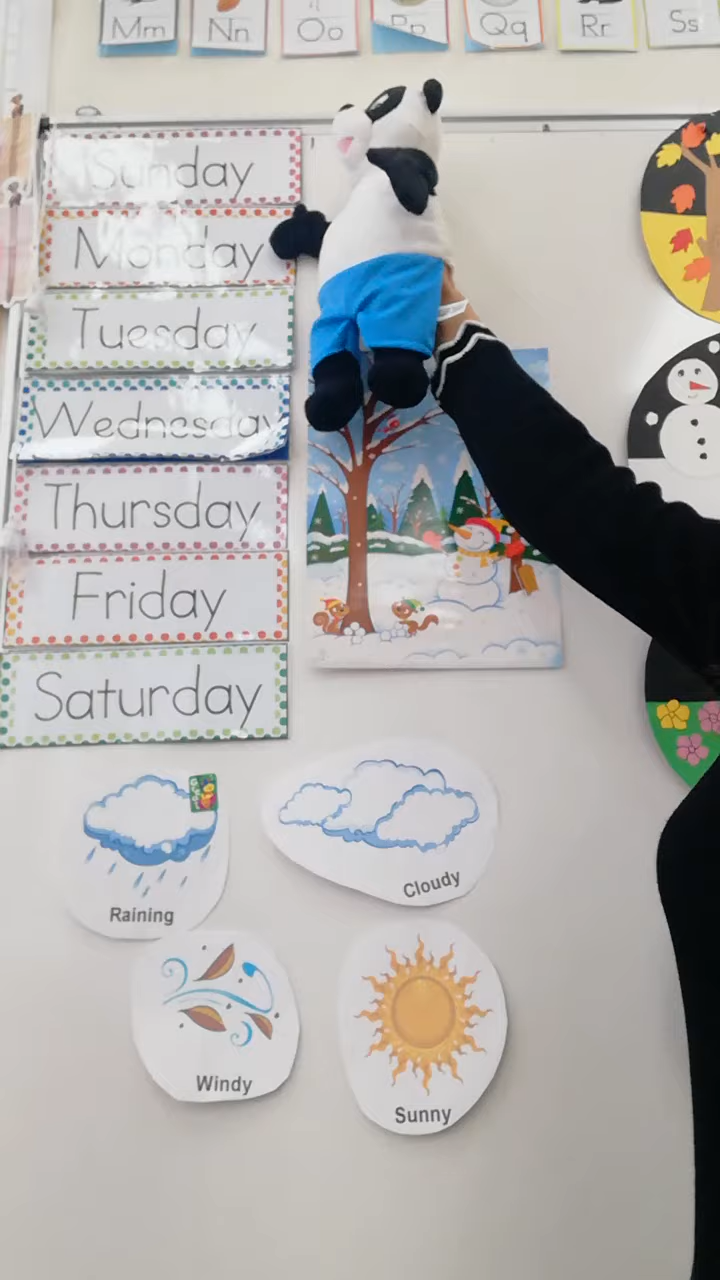 Mm Nn Oo Pp Qq Rr Ss
Sunday
Monday
Tuesday
Wednesday
Thursday
Friday
Saturday
Raining
Cloudy
Windy
Sunny